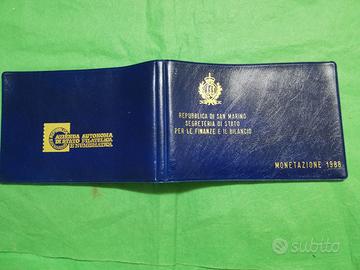 AZIENDA AUTONOMA
DI STATO FILATELICA
E NUMISMATICA
REPUBBLICA DI SAN MARINO
SEGRETERIA DI STATO
PER LE FINANZE E IL BILANCIO
MONETAZIONE 1988
subito